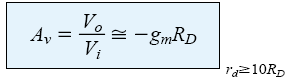 A_v = V_o / V_i ≅ −g_m R_D
r_d≥10R_D